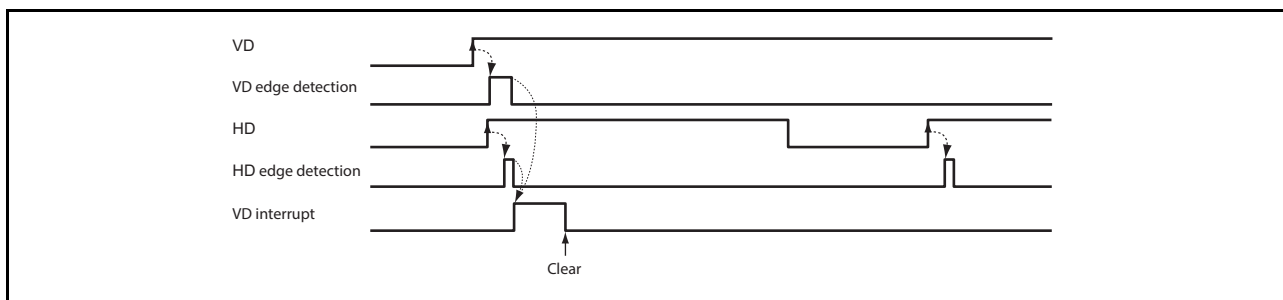 VD
VD edge detection
HD
HD edge detection
VD interrupt
Clear